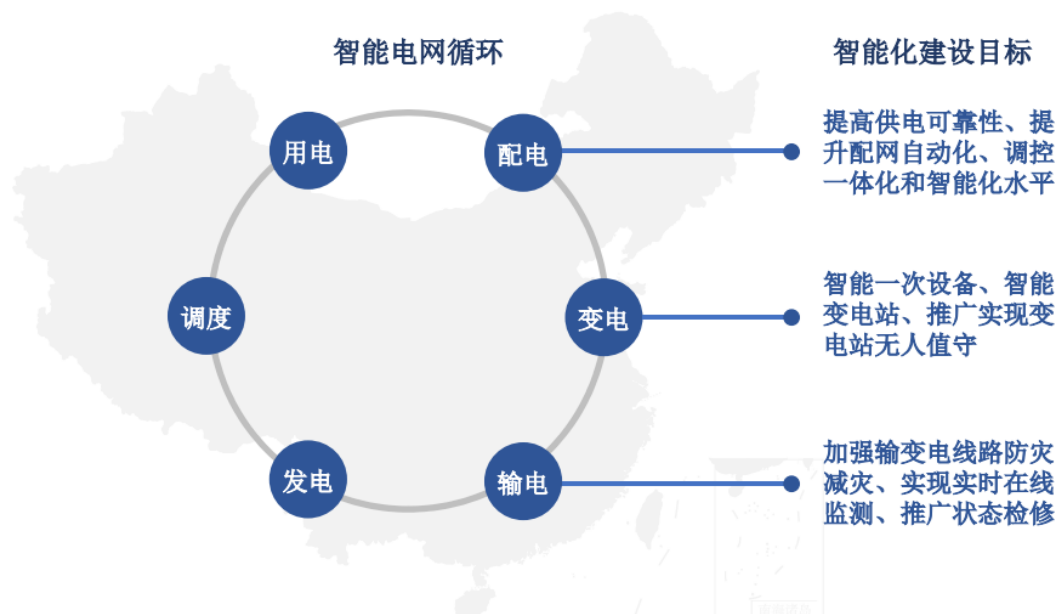 智能电网循环
智能化建设目标
用电
配电
提高供电可靠性、提
升配网自动化、调控
一体化和智能化水平
调度
变电
智能一次设备、智能
变电站、推广实现变
电站无人值守
发电
输电
加强输变电线路防灾
减灾、实现实时在线
监测、推广状态检修